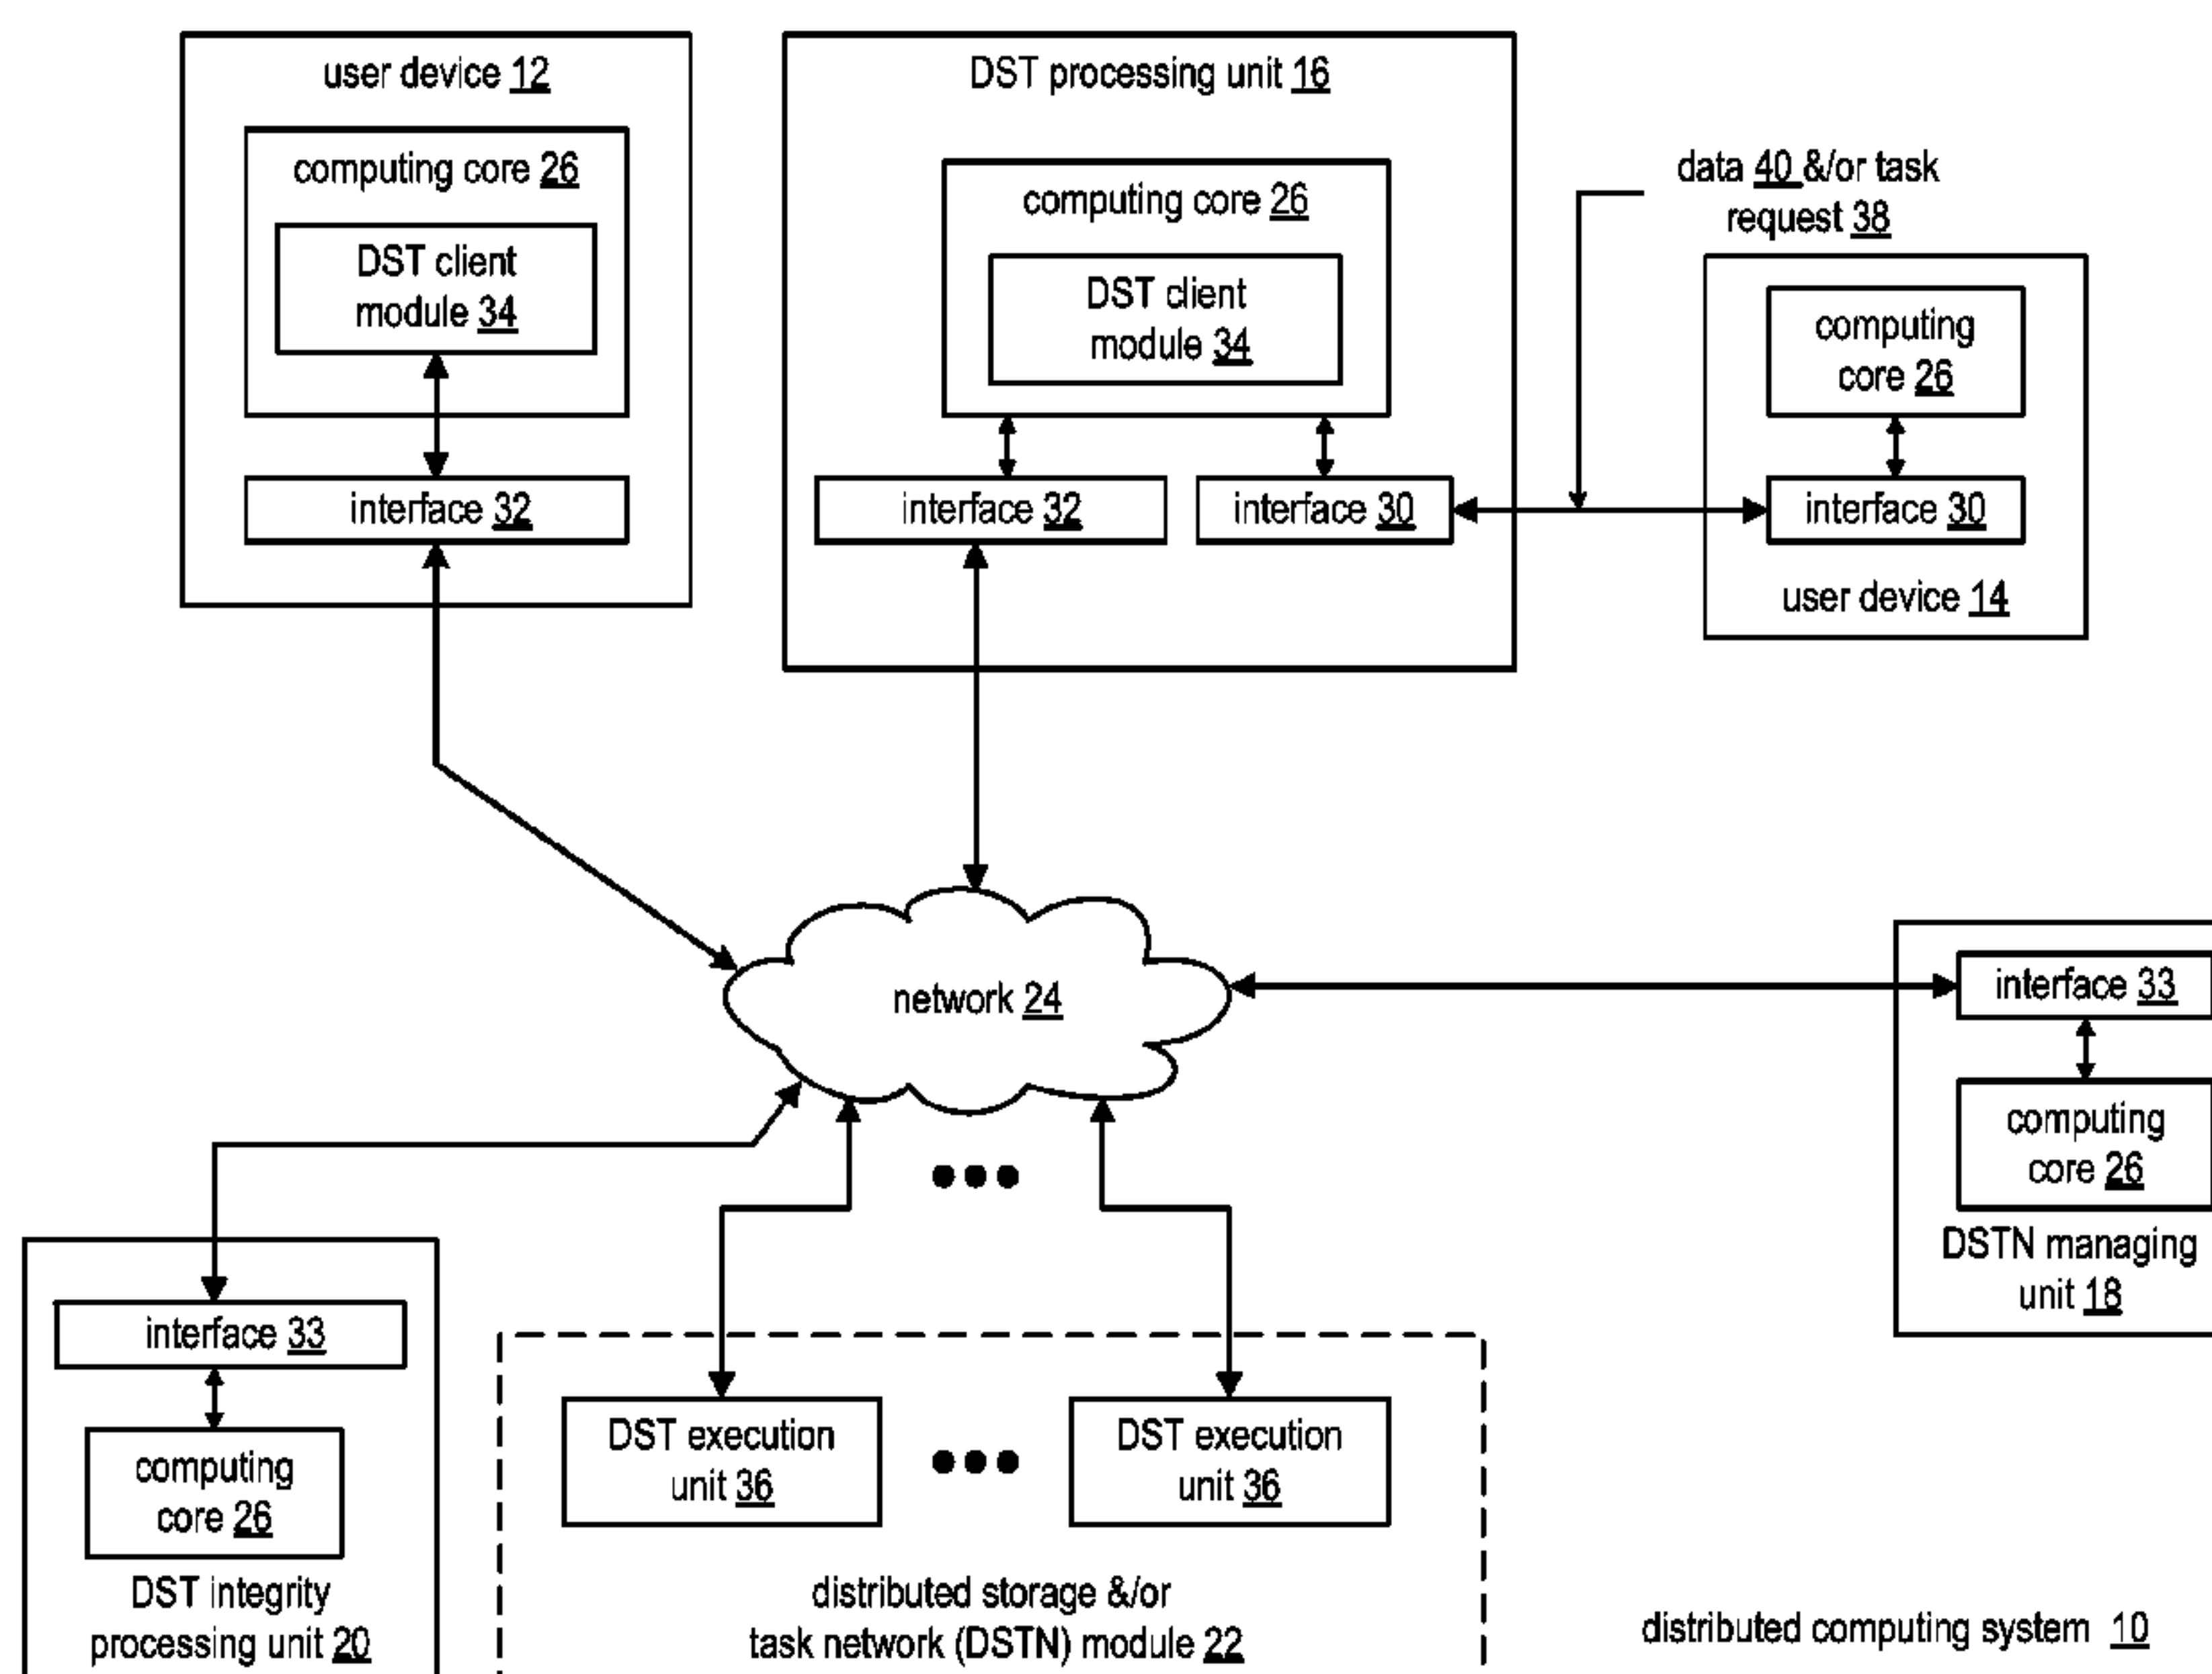 user device 12
computing core 26
DST client
module 34
interface 32
DST processing unit 16
computing core 26
DST client
module 34
interface 32
interface 30
data 40 &/or task
request 38
computing
core 26
interface 30
user device 14
network 24
interface 33
computing
core 26
DSTN managing
unit 18
interface 33
computing
core 26
DST integrity
processing unit 20
DST execution
unit 36
DST execution
unit 36
distributed storage &/or
task network (DSTN) module 22
distributed computing system 10